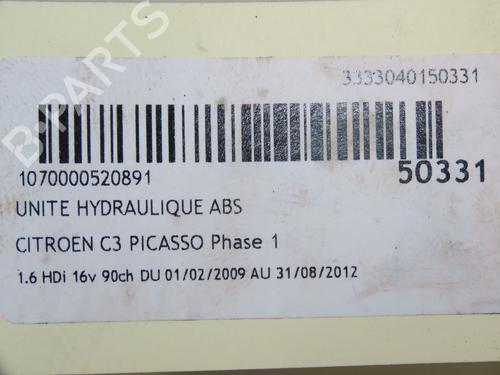 3333040150331
1070000520891
50331
UNITE HYDRAULIQUE ABS
CITROEN C3 PICASSO Phase 1
1.6 HDi 16v 90ch DU 01/02/2009 AU 31/08/2012
B-PARTS